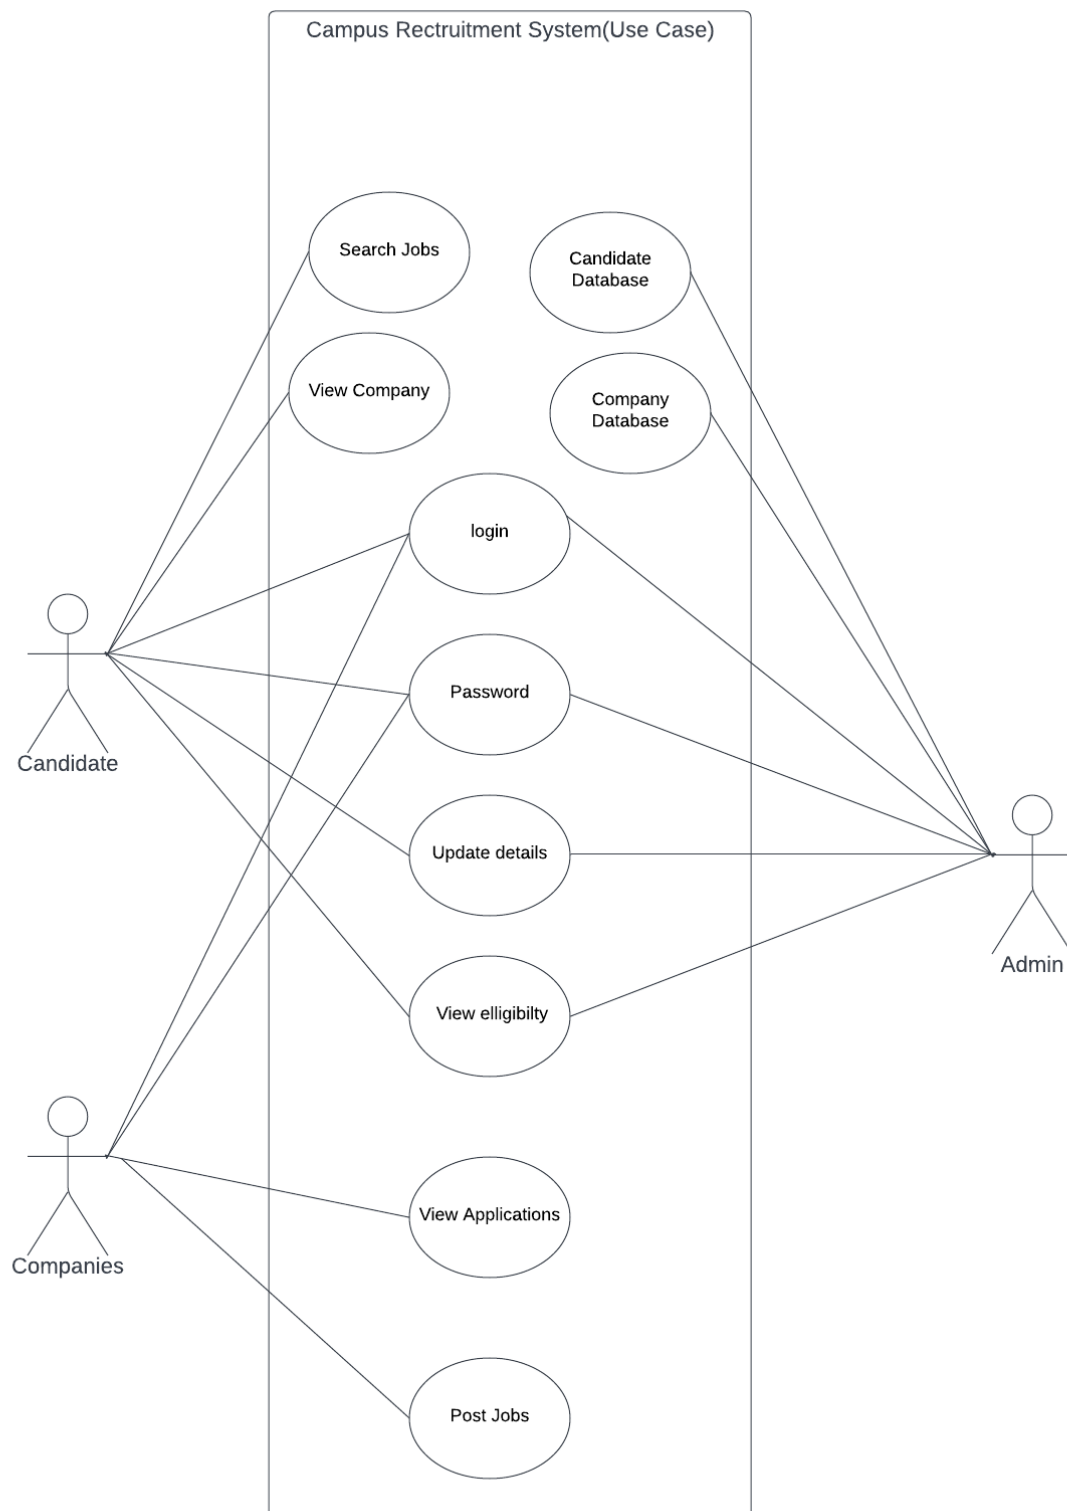 Campus Rectruitment System(Use Case)
Search Jobs
Candidate
Database
View Company
Company
Database
login
Password
Candidate
Update details
Admin
View elligibilty
View Applications
Companies
Post Jobs